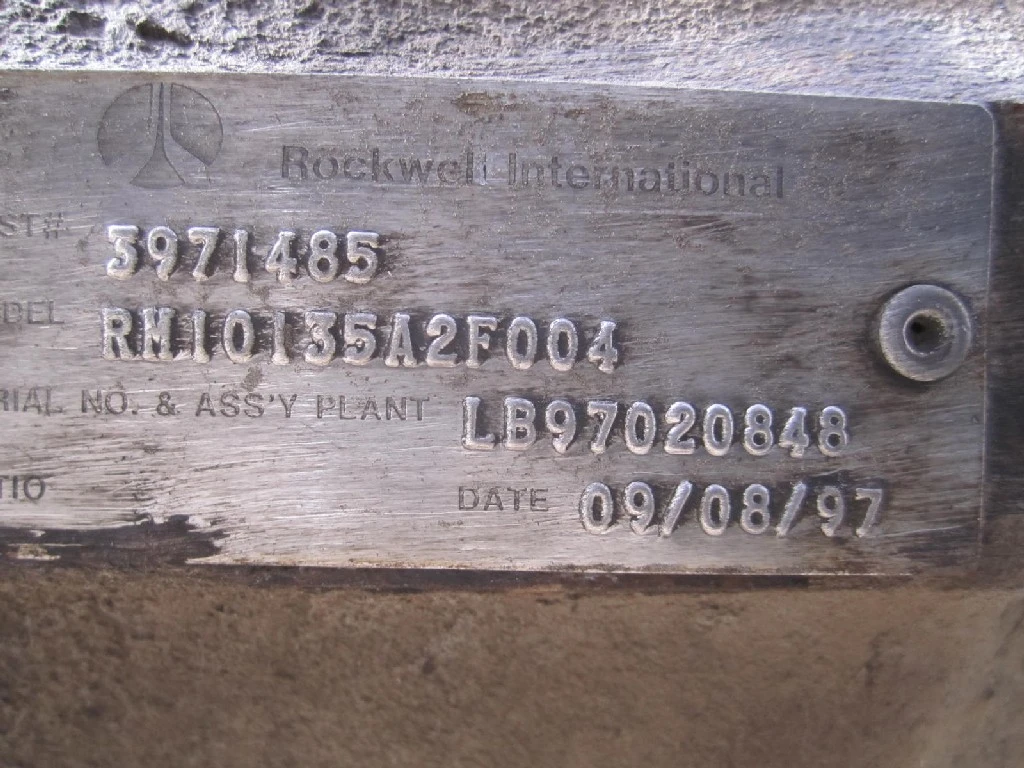 Rockwell International
ST# 3971485
DEL RM10135A2F004
RIAL NO. & ASS'Y PLANT LB97020848
TIO DATE 09/08/97